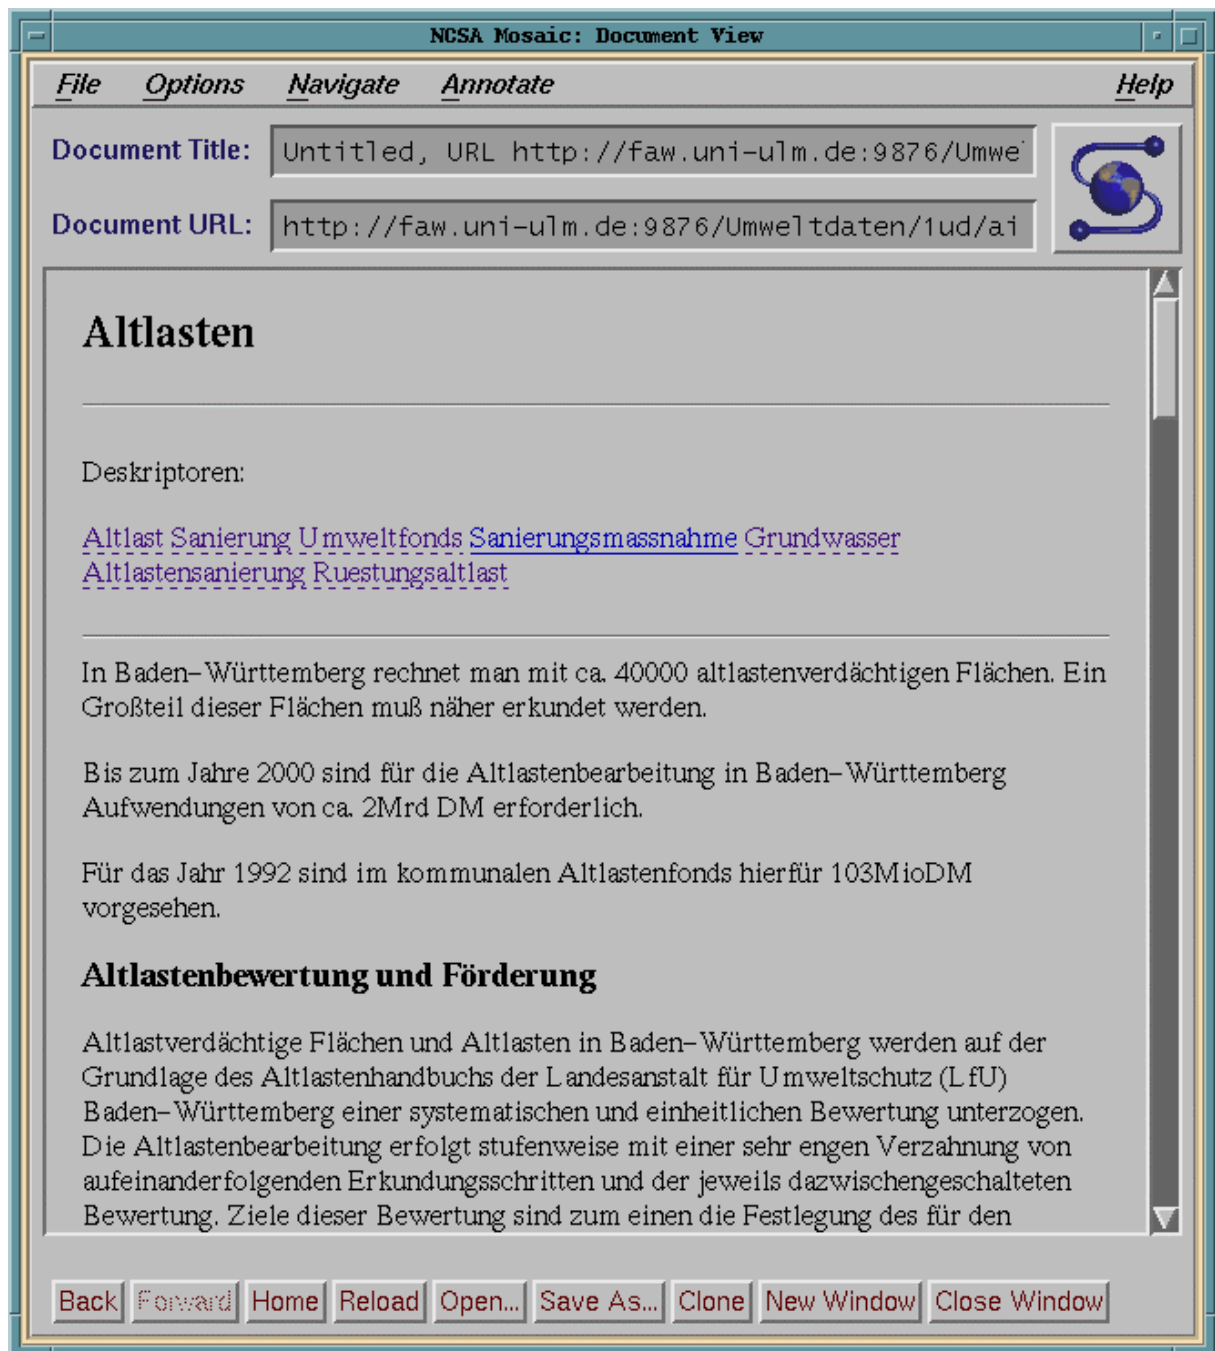 NCSA Mosaic: Document View
File Options Navigate Annotate Help
Document Title: Untitled, URL http://faw.uni-ulm.de:9876/Umwe
Document URL: http://faw.uni-ulm.de:9876/Umweltdaten/1ud/ai
Altlasten
Deskriptoren:
Altlast Sanierung Umweltfonds Sanierungsmassnahme Grundwasser
Altlastensanierung Ruestungsaltlast
In Baden-Württemberg rechnet man mit ca. 40000 altlastenverdächtigen Flächen. Ein
Großteil dieser Flächen muß näher erkundet werden.
Bis zum Jahre 2000 sind für die Altlastenbearbeitung in Baden-Württemberg
Aufwendungen von ca. 2Mrd DM erforderlich.
Für das Jahr 1992 sind im kommunalen Altlastenfonds hierfür 103MioDM
vorgesehen.
Altlastenbewertung und Förderung
Altlastverdächtige Flächen und Altlasten in Baden-Württemberg werden auf der
Grundlage des Altlastenhandbuchs der Landesanstalt für Umweltschutz (LfU)
Baden-Württemberg einer systematischen und einheitlichen Bewertung unterzogen.
Die Altlastenbearbeitung erfolgt stufenweise mit einer sehr engen Verzahnung von
aufeinanderfolgenden Erkundungsschritten und der jeweils dazwischengeschalteten
Bewertung. Ziele dieser Bewertung sind zum einen die Festlegung des für den
Back Forward Home Reload Open... Save As... Clone New Window Close Window